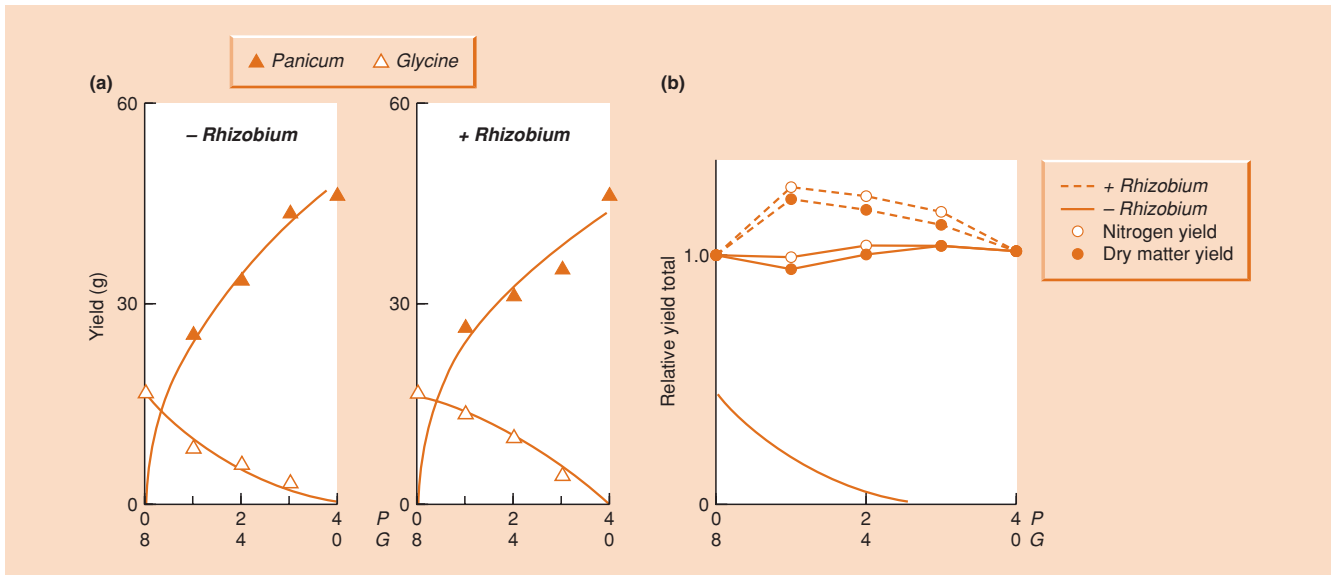 Panicum Glycine
(a)
60
– Rhizobium
30
0
Yield (g)
0 2 4 P
8 4 0 G
60
+ Rhizobium
30
0
0 2 4 P
8 4 0 G
(b)
1.0
0
Relative yield total
0 2 4 P
8 4 0 G
+ Rhizobium
– Rhizobium
Nitrogen yield
Dry matter yield